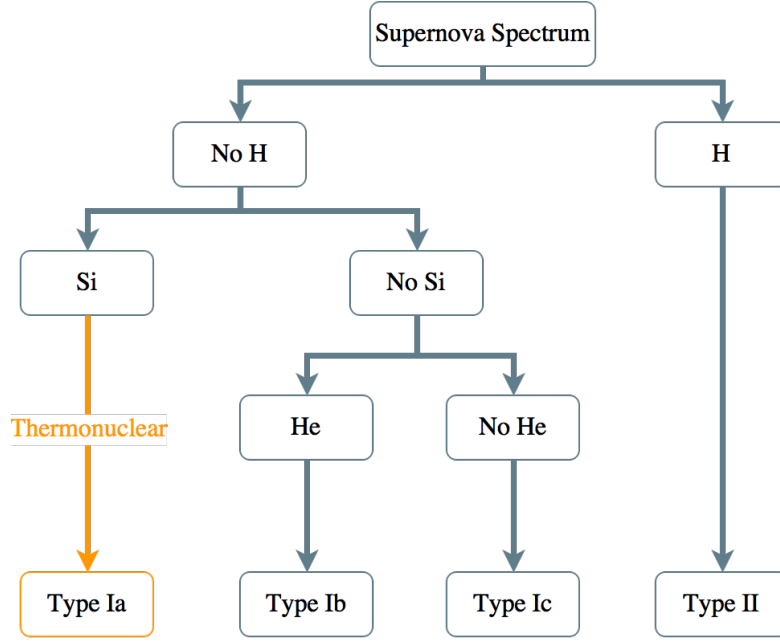 Supernova Spectrum
No H
H
Si
No Si
He
No He
Thermonuclear
Type Ia
Type Ib
Type Ic
Type II